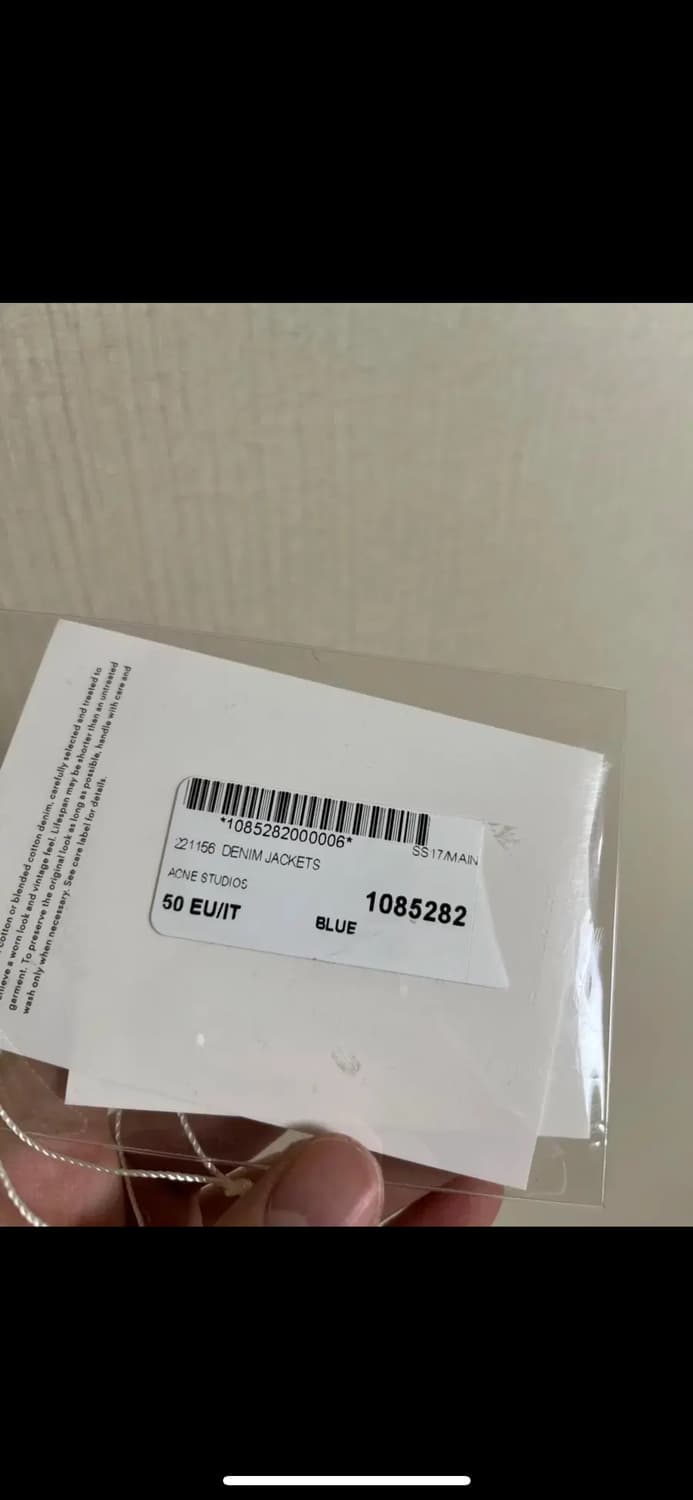 cotton or blended cotton denim, carefully selected and treated to
a worn look and vintage feel. Lifespan may be shorter than an untreated
garment. To preserve the original look as long as possible, handle with care and
wash only when necessary. See care label for details.
*1085282000006*
SS17/MAIN
221156 DENIM JACKETS
ACNE STUDIOS
50 EU/IT
BLUE
1085282